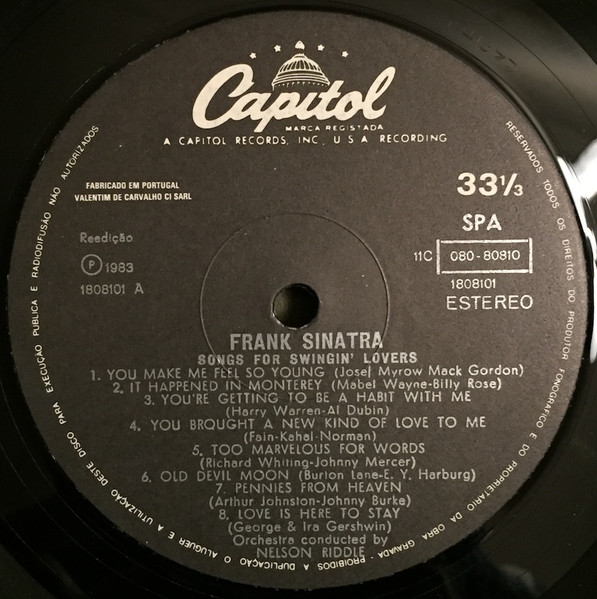 Capitol
MARCA REGISTADA
A CAPITOL RECORDS, INC. U S A RECORDING
FABRICADO EM PORTUGAL
VALENTIM DE CARVALHO CI SARL
33⅓
SPA
11C 080-80810
1808101
ESTEREO
Reedição
Ⓟ 1983
1808101 A
FRANK SINATRA
SONGS FOR SWINGIN' LOVERS
1. YOU MAKE ME FEEL SO YOUNG (Josef Myrow Mack Gordon)
2. IT HAPPENED IN MONTEREY (Mabel Wayne-Billy Rose)
3. YOU'RE GETTING TO BE A HABIT WITH ME
(Harry Warren-Al Dubin)
4. YOU BRQUGHT A NEW KIND OF LOVE TO ME
(Fain-Kahal-Norman)
5. TOO MARVELOUS FOR WORDS
(Richard Whiting-Johnny Mercer)
6. OLD DEVIL MOON (Burton Lane-E. Y. Harburg)
7. PENNIES FROM HEAVEN
(Arthur Johnston-Johnny Burke)
8. LOVE IS HERE TO STAY
(George & Ira Gershwin)
Orchestra conducted by
NELSON RIDDLE
RESERVADOS TODOS OS DIREITOS DO PRODUTOR FONOGRAFICO E DO PROPRIETARIO DA OBRA GRAVADA · PROIBIDOS A DUPLICAÇÃO O ALUGUER E A UTILIZAÇÃO DESTE DISCO PARA EXECUÇÃO PUBLICA E RADIODIFUSÃO NÃO AUTORIZADOS